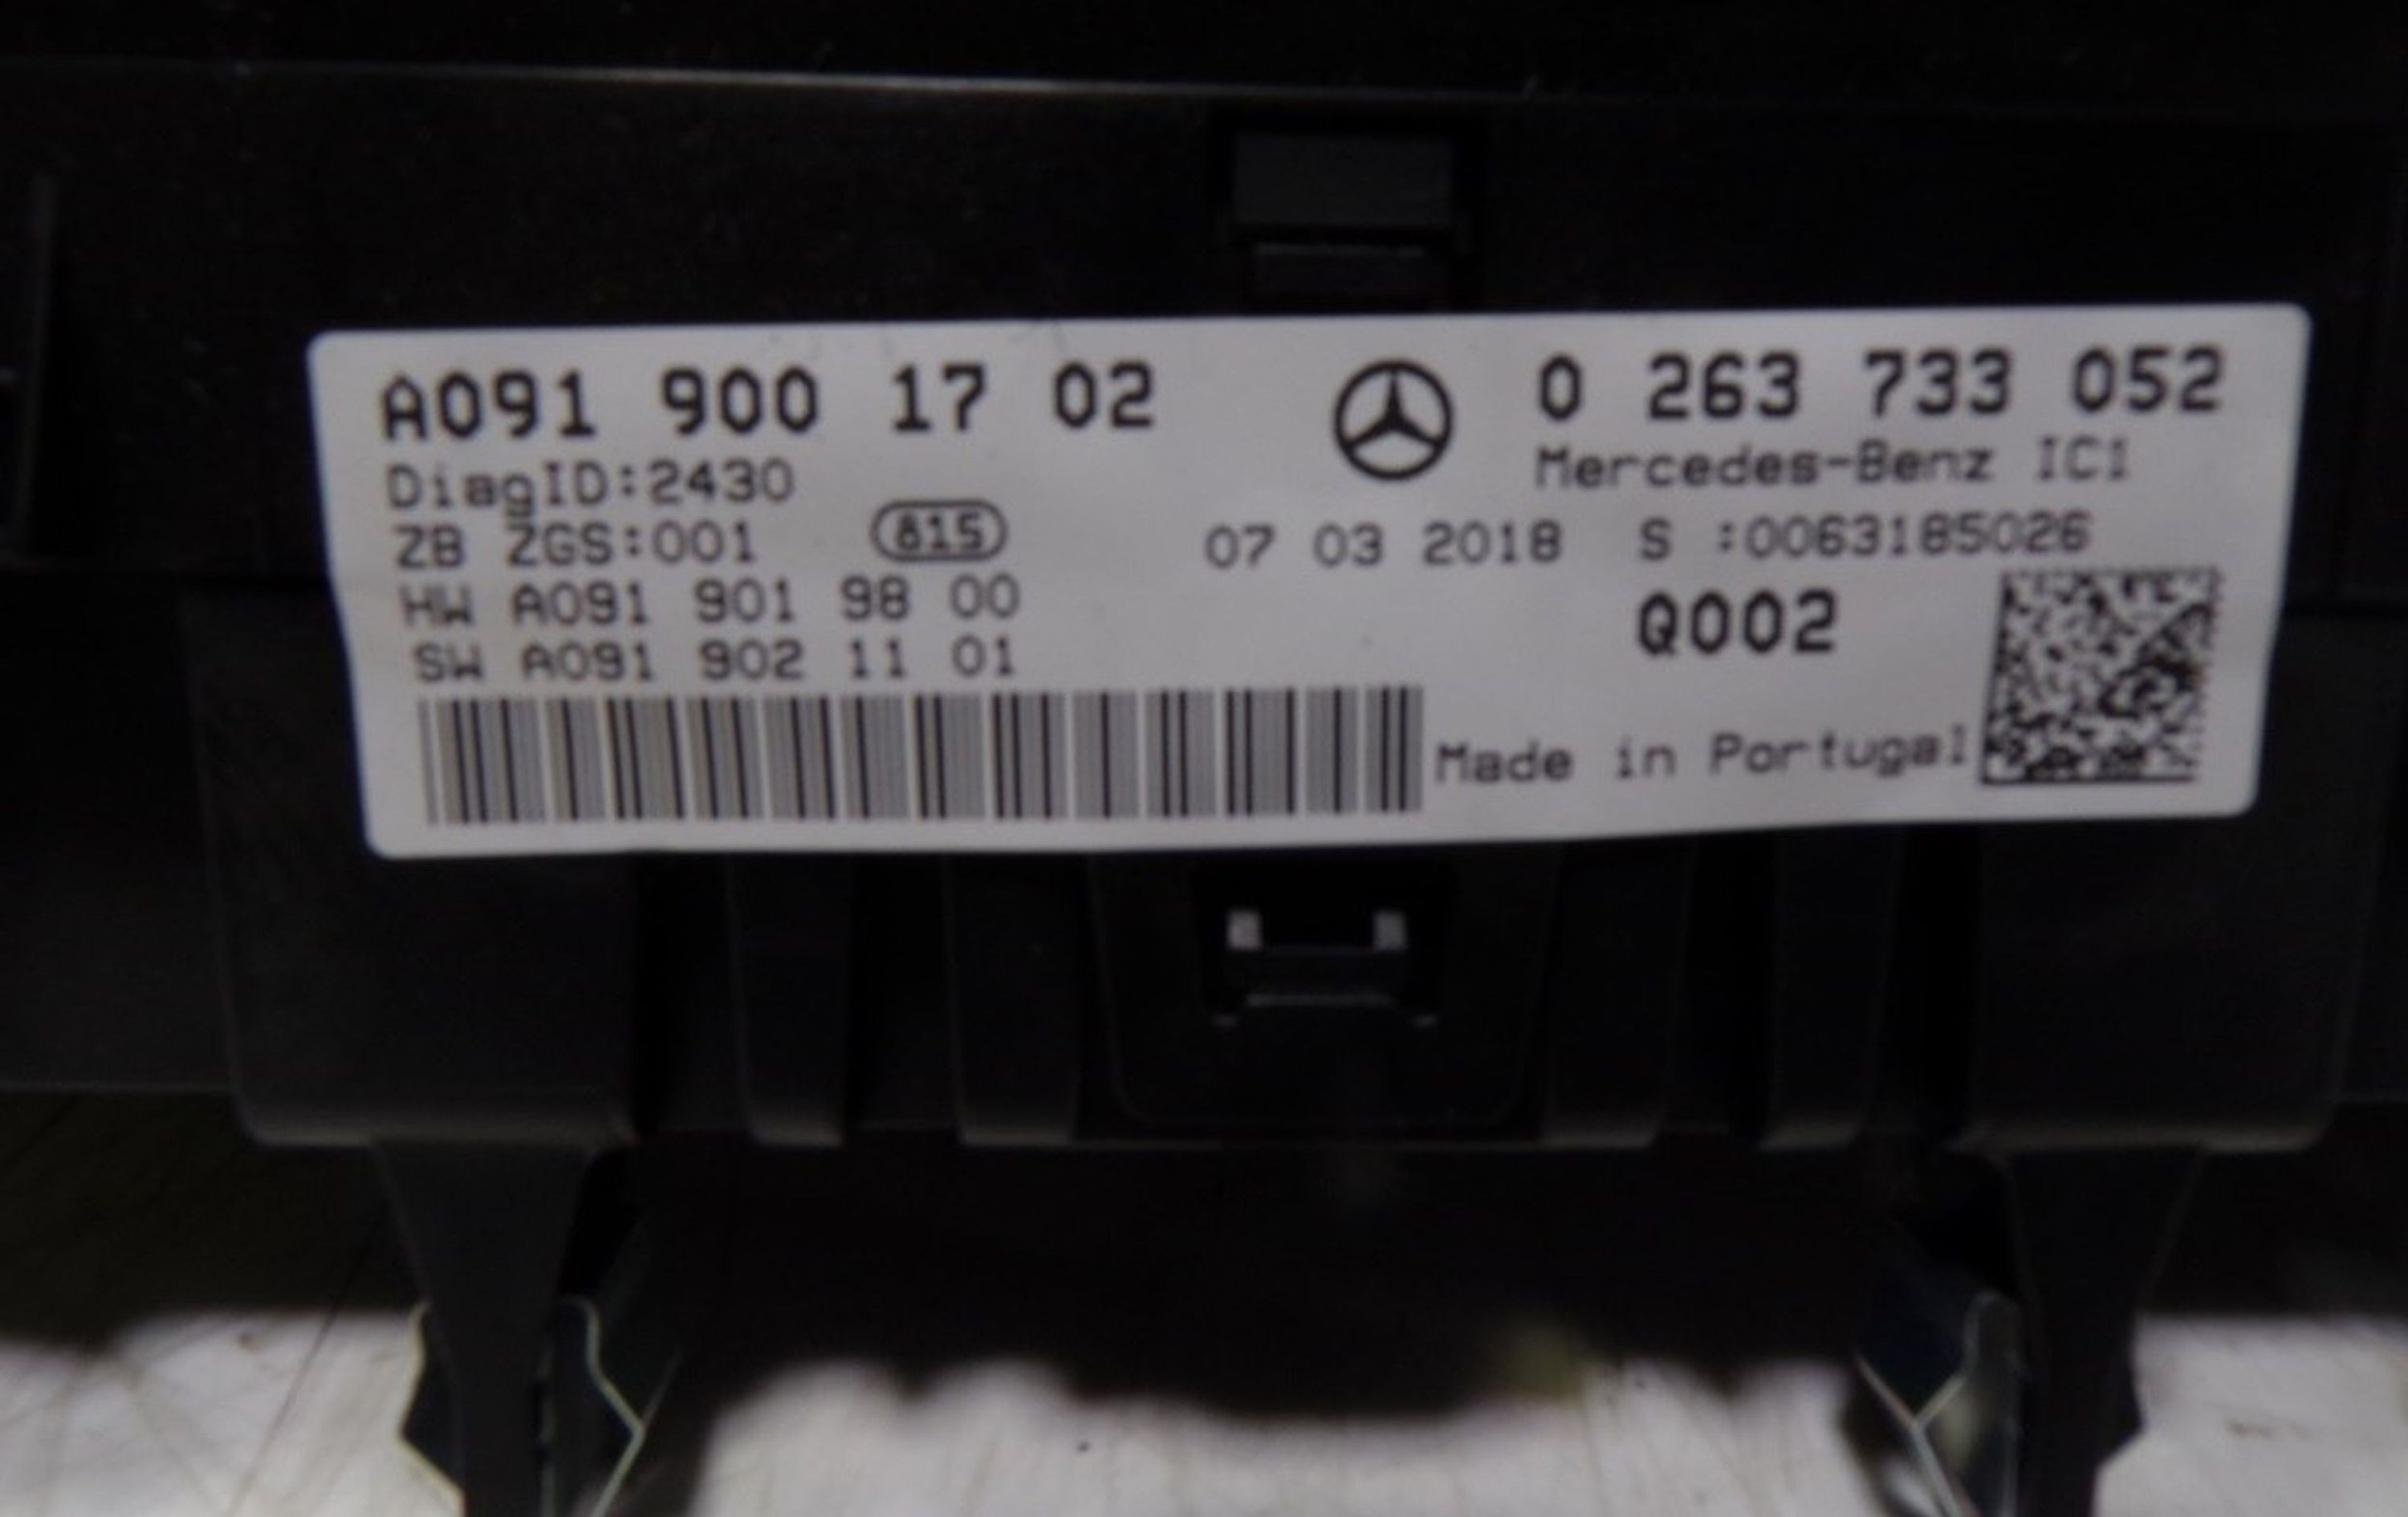 A091 900 17 02
DiagID:2430
ZB ZGS:001 815
HW A091 901 98 00
SW A091 902 11 01
0 263 733 052
Mercedes-Benz IC1
07 03 2018 S :0063185026
Q002
Made in Portugal